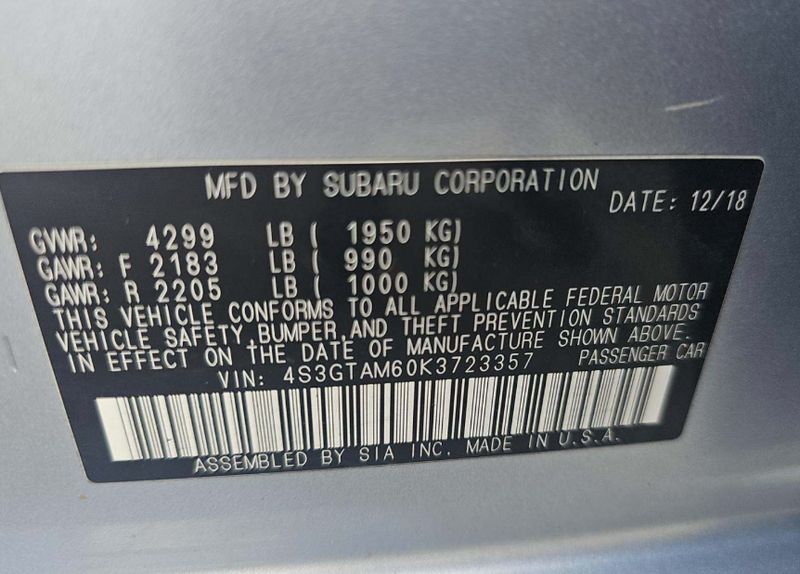 MFD BY SUBARU CORPORATION
DATE: 12/18
GVWR: 4299 LB ( 1950 KG)
GAWR: F 2183 LB ( 990 KG)
GAWR: R 2205 LB ( 1000 KG)
THIS VEHICLE CONFORMS TO ALL APPLICABLE FEDERAL MOTOR
VEHICLE SAFETY, BUMPER, AND THEFT PREVENTION STANDARDS
IN EFFECT ON THE DATE OF MANUFACTURE SHOWN ABOVE.
VIN: 4S3GTAM60K3723357 PASSENGER CAR
ASSEMBLED BY SIA INC. MADE IN U.S.A.